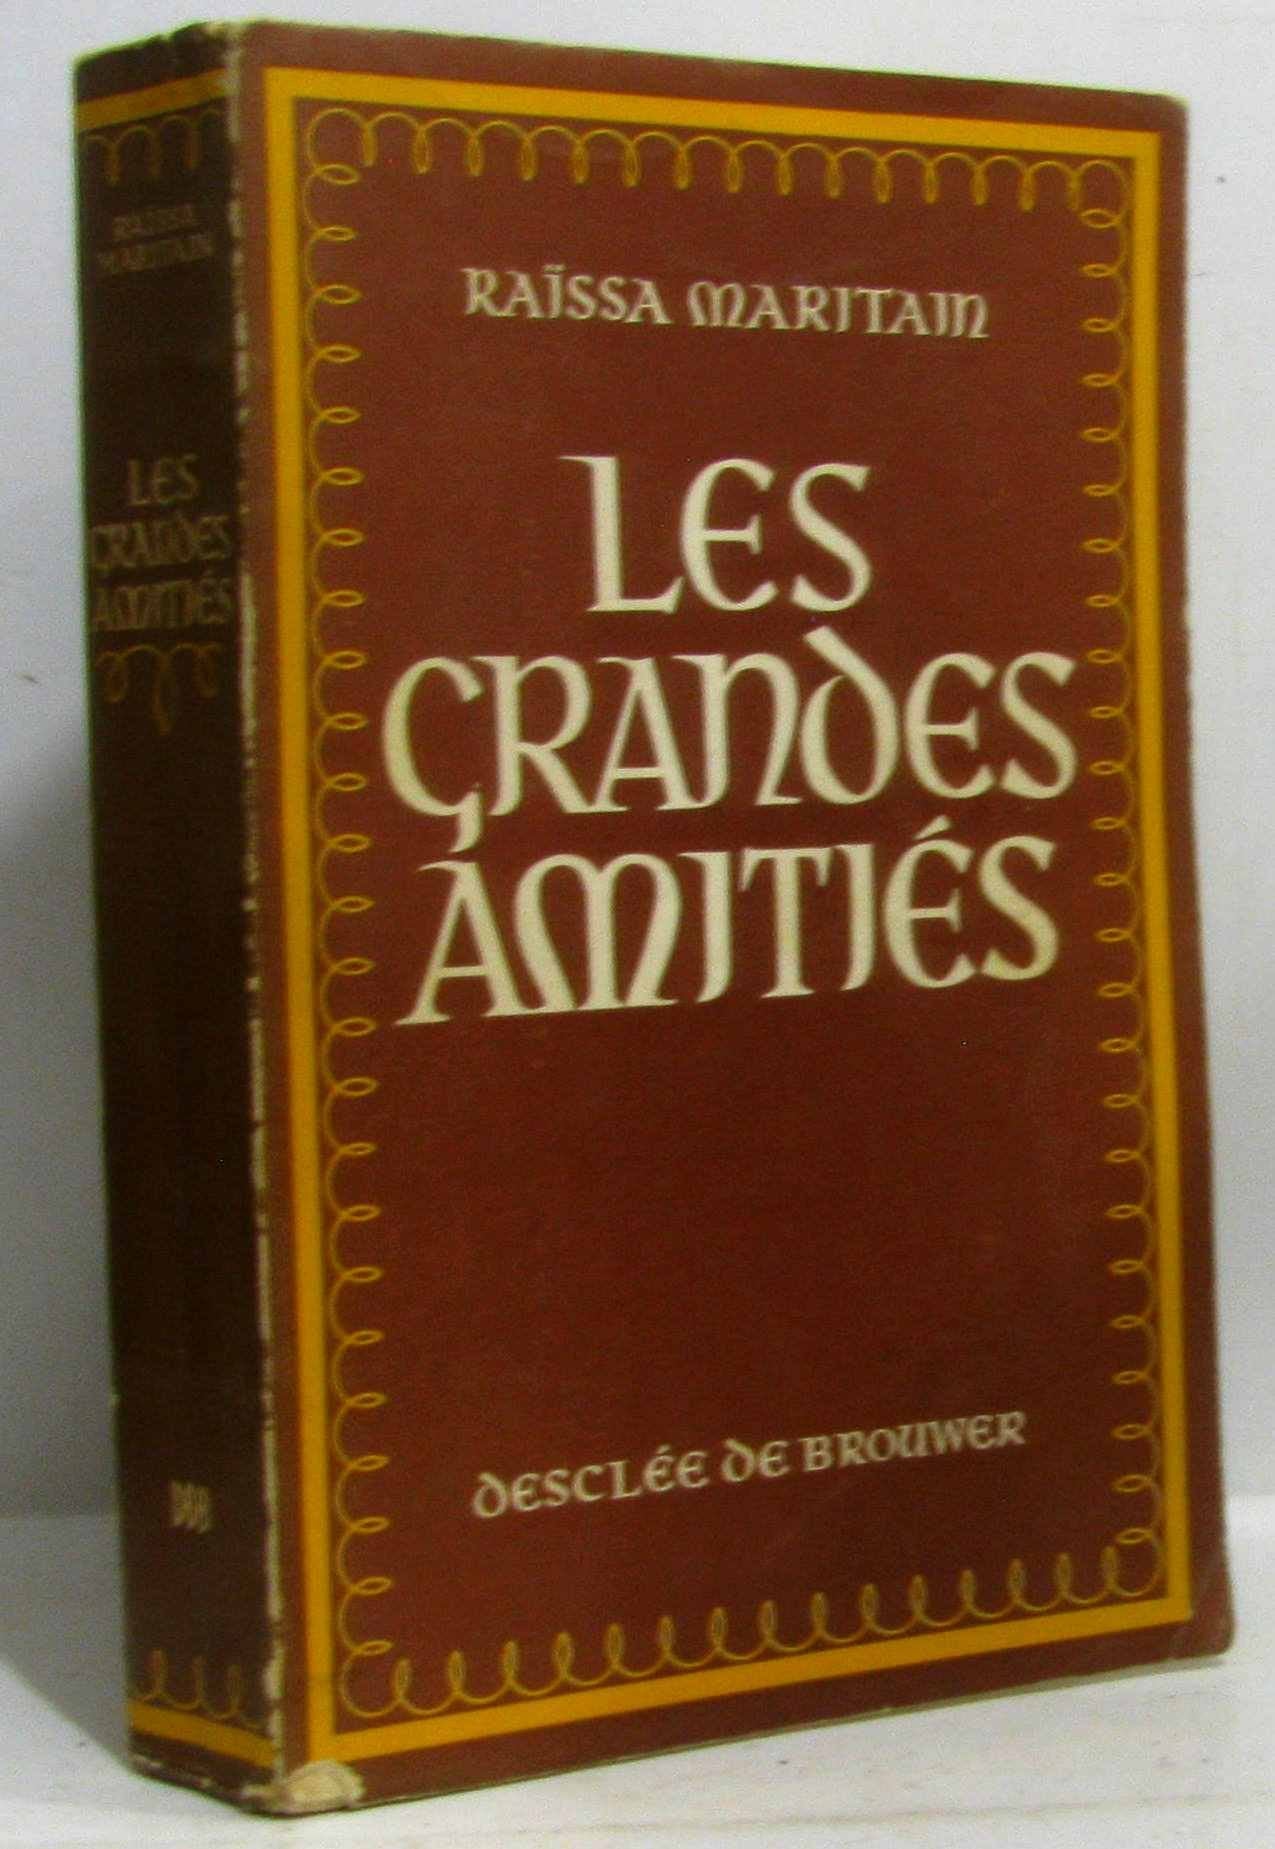 RAÏSSA
MARITAIN
LES
GRANDES
AMITIÉS
DDB
RAÏSSA MARITAIN
LES
GRANDES
AMITIÉS
DESCLÉE DE BROUWER